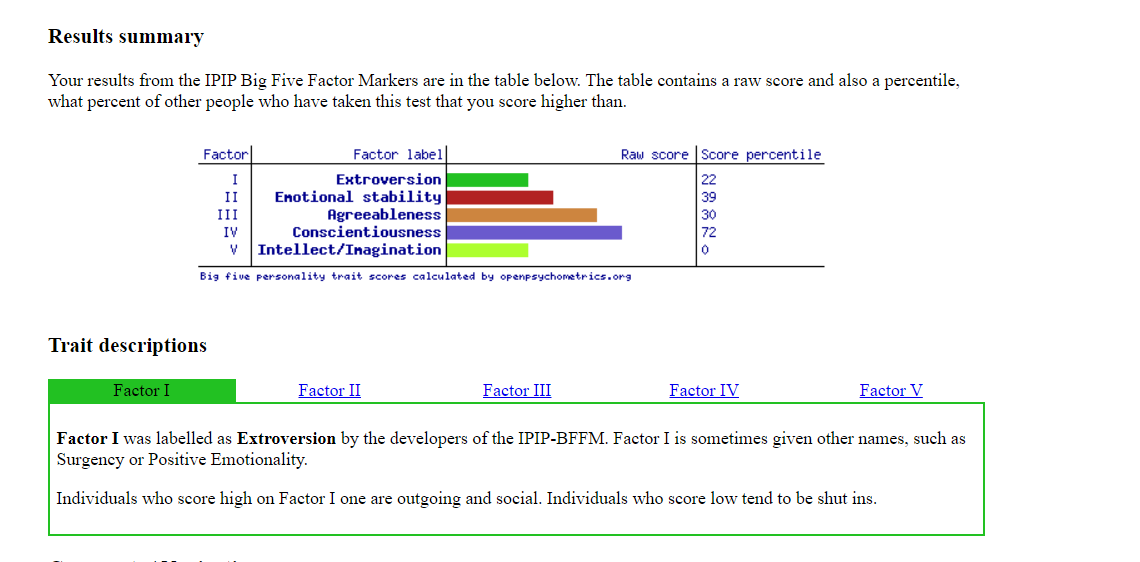 Results summary
Your results from the IPIP Big Five Factor Markers are in the table below. The table contains a raw score and also a percentile,
what percent of other people who have taken this test that you score higher than.
Factor Factor label Raw score Score percentile
I Extroversion 22
II Emotional stability 39
III Agreeableness 30
IV Conscientiousness 72
V Intellect/Imagination 0
Big five personality trait scores calculated by openpsychometrics.org
Trait descriptions
Factor I Factor II Factor III Factor IV Factor V
Factor I was labelled as Extroversion by the developers of the IPIP-BFFM. Factor I is sometimes given other names, such as
Surgency or Positive Emotionality.
Individuals who score high on Factor I one are outgoing and social. Individuals who score low tend to be shut ins.